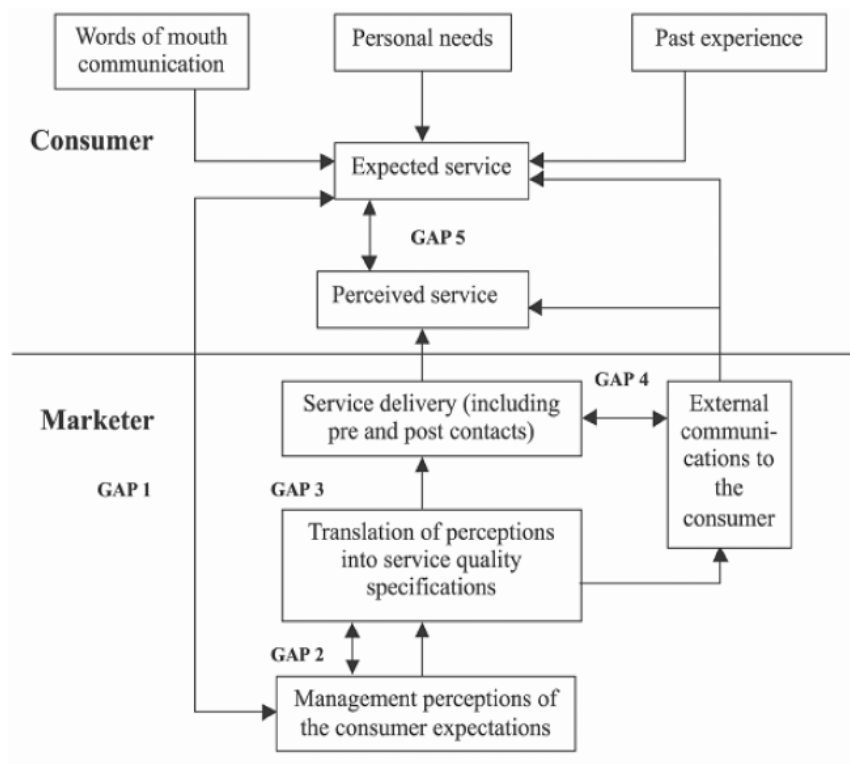 Words of mouth
communication
Personal needs
Past experience
Consumer
Expected service
GAP 5
Perceived service
Marketer
Service delivery (including
pre and post contacts)
GAP 4
External
communi-
cations to
the
consumer
GAP 1
GAP 3
Translation of perceptions
into service quality
specifications
GAP 2
Management perceptions of
the consumer expectations